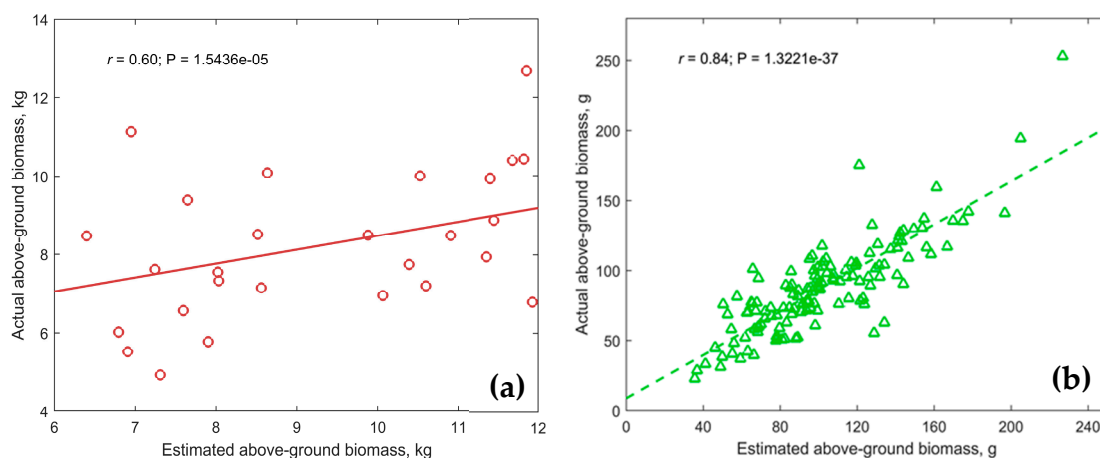 r = 0.60; P = 1.5436e-05
Actual above-ground biomass, kg
14
12
10
8
6
4
6 7 8 9 10 11 12
Estimated above-ground biomass, kg
(a)
r = 0.84; P = 1.3221e-37
Actual above-ground biomass, g
250
200
150
100
50
0
0 40 80 120 160 200 240
Estimated above-ground biomass, g
(b)